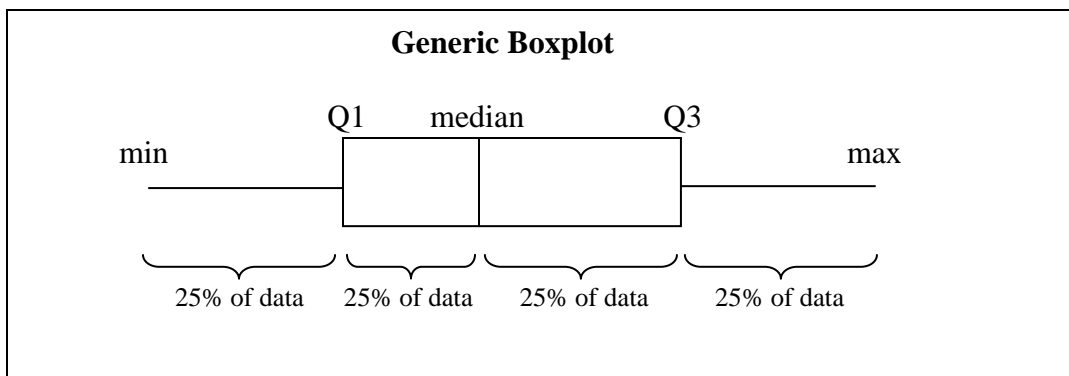 Generic Boxplot
Q1 median Q3
min max
25% of data 25% of data 25% of data 25% of data